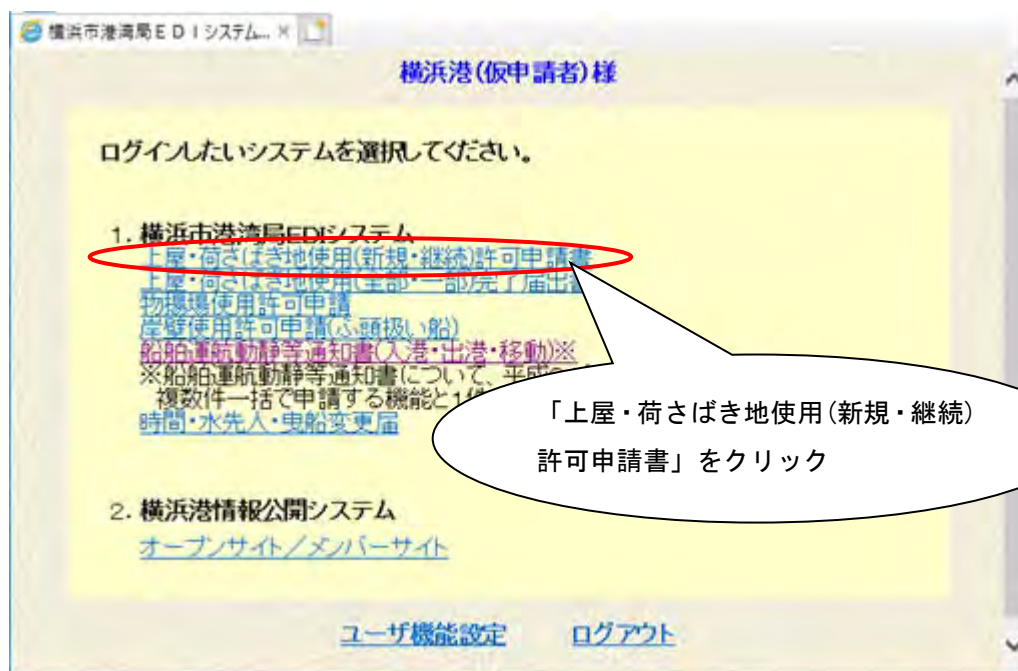 横浜市港湾局ＥＤＩシステム...
横浜港(仮申請者)様
ログインしたいシステムを選択してください。
1. 横浜市港湾局EDIシステム
上屋・荷さばき地使用(新規・継続)許可申請書
上屋・荷さばき地使用(全部・一部)完了届出書
物揚場使用許可申請
岸壁使用許可申請(ふ頭扱い船)
船舶運航動静等通知書(入港・出港・移動)※
※船舶運航動静等通知書について、平成
複数件一括で申請する機能と1件
時間・水先人・曳船変更届
「上屋・荷さばき地使用(新規・継続)
許可申請書」をクリック
2. 横浜港情報公開システム
オープンサイト／メンバーサイト
ユーザ機能設定 ログアウト